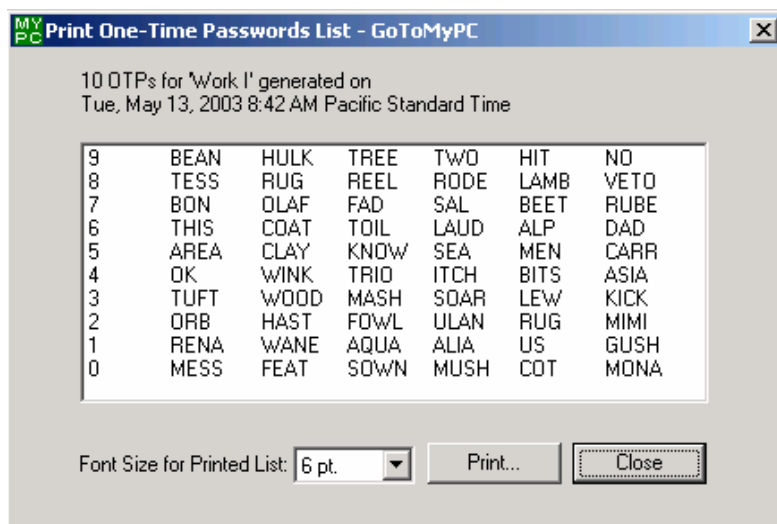 MY PC Print One-Time Passwords List - GoToMyPC
10 OTPs for 'Work I' generated on
Tue, May 13, 2003 8:42 AM Pacific Standard Time
9 BEAN HULK TREE TWO HIT NO
8 TESS RUG REEL RODE LAMB VETO
7 BON OLAF FAD SAL BEET RUBE
6 THIS COAT TOIL LAUD ALP DAD
5 AREA CLAY KNOW SEA MEN CARR
4 OK WINK TRIO ITCH BITS ASIA
3 TUFT WOOD MASH SOAR LEW KICK
2 ORB HAST FOWL ULAN RUG MIMI
1 RENA WANE AQUA ALIA US GUSH
0 MESS FEAT SOWN MUSH COT MONA
Font Size for Printed List: 6 pt. Print... Close